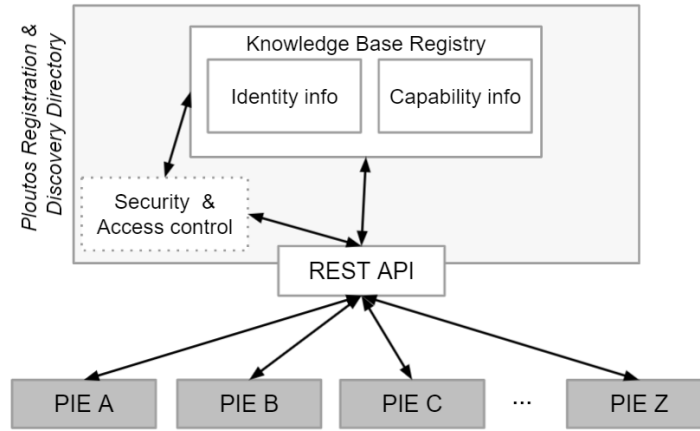 Ploutos Registration &
Discovery Directory
Knowledge Base Registry
Identity info
Capability info
Security &
Access control
REST API
PIE A
PIE B
PIE C
...
PIE Z